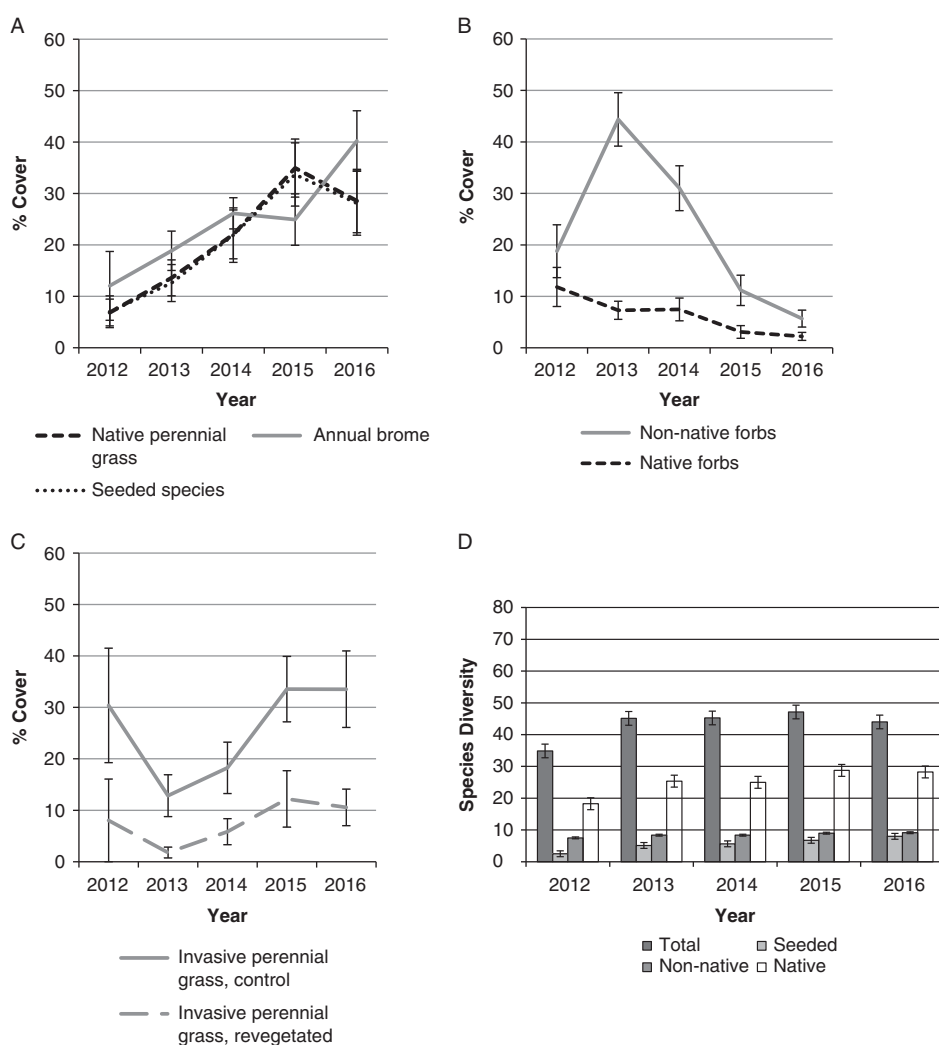 A
60
50
40
30
20
10
0
% Cover
2012 2013 2014 2015 2016
Year
Native perennial
grass
Annual brome
Seeded species
B
60
50
40
30
20
10
0
% Cover
2012 2013 2014 2015 2016
Year
Non-native forbs
Native forbs
C
60
50
40
30
20
10
0
% Cover
2012 2013 2014 2015 2016
Year
Invasive perennial
grass, control
Invasive perennial
grass, revegetated
D
80
70
60
50
40
30
20
10
0
Species Diversity
2012 2013 2014 2015 2016
Year
Total Seeded
Non-native Native